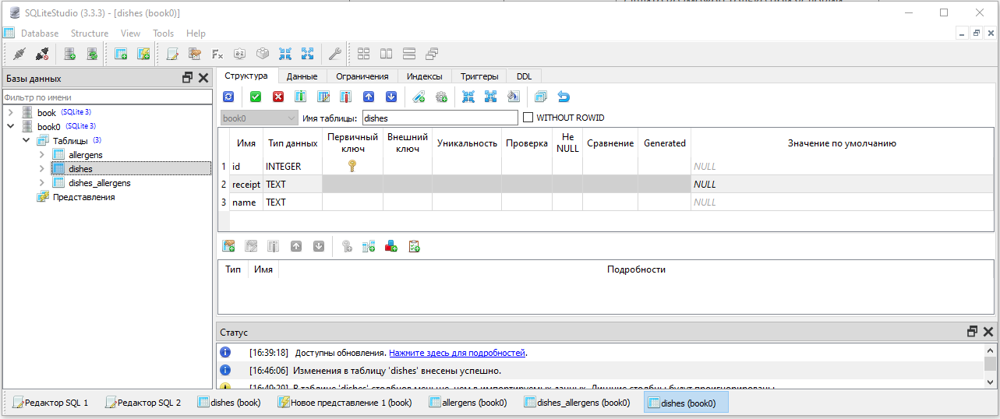 SQLiteStudio (3.3.3) - [dishes (book0)]
Database Structure View Tools Help
Базы данных
Фильтр по имени
book (SQLite 3)
book0 (SQLite 3)
Таблицы (3)
allergens
dishes
dishes_allergens
Представления
Структура Данные Ограничения Индексы Триггеры DDL
book0 Имя таблицы: dishes WITHOUT ROWID
Имя Тип данных Первичный ключ Внешний ключ Уникальность Проверка Не NULL Сравнение Generated Значение по умолчанию
1 id INTEGER NULL
2 receipt TEXT NULL
3 name TEXT NULL
Тип Имя Подробности
Статус
[16:39:18] Доступны обновления. Нажмите здесь для подробностей.
[16:46:06] Изменения в таблицу 'dishes' внесены успешно.
[16:49:29] В таблице 'dishes' столбцов меньше, чем в импортируемых данных. Лишние столбцы будут проигнорированы.
Редактор SQL 1 Редактор SQL 2 dishes (book) Новое представление 1 (book) allergens (book0) dishes_allergens (book0) dishes (book0)